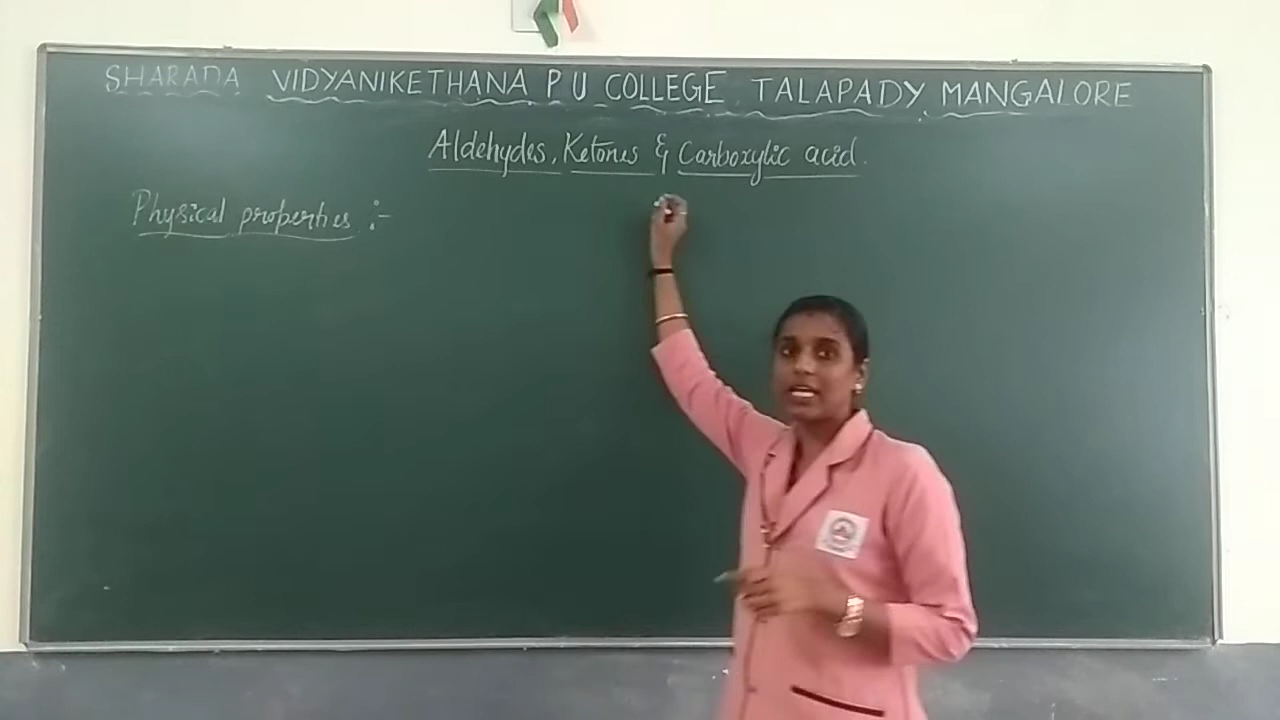 SHARADA VIDYANIKETHANA P U COLLEGE TALAPADY MANGALORE
Aldehydes, Ketones & Carboxylic acid.
Physical properties :-